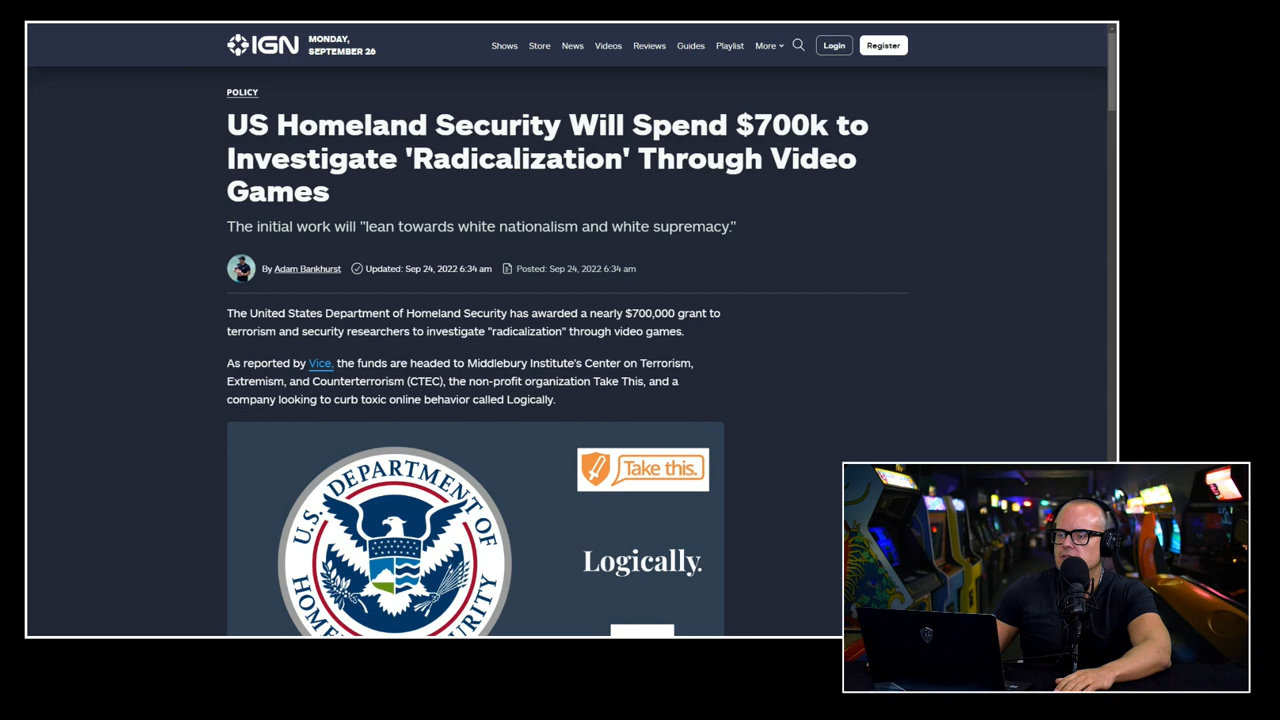 IGN
MONDAY,
SEPTEMBER 26
Shows Store News Videos Reviews Guides Playlist More Login Register
POLICY
US Homeland Security Will Spend $700k to
Investigate 'Radicalization' Through Video
Games
The initial work will "lean towards white nationalism and white supremacy."
By Adam Bankhurst Updated: Sep 24, 2022 6:34 am Posted: Sep 24, 2022 6:34 am
The United States Department of Homeland Security has awarded a nearly $700,000 grant to
terrorism and security researchers to investigate "radicalization" through video games.
As reported by Vice, the funds are headed to Middlebury Institute's Center on Terrorism,
Extremism, and Counterterrorism (CTEC), the non-profit organization Take This, and a
company looking to curb toxic online behavior called Logically.
U.S. DEPARTMENT OF
Take this.
Logically.